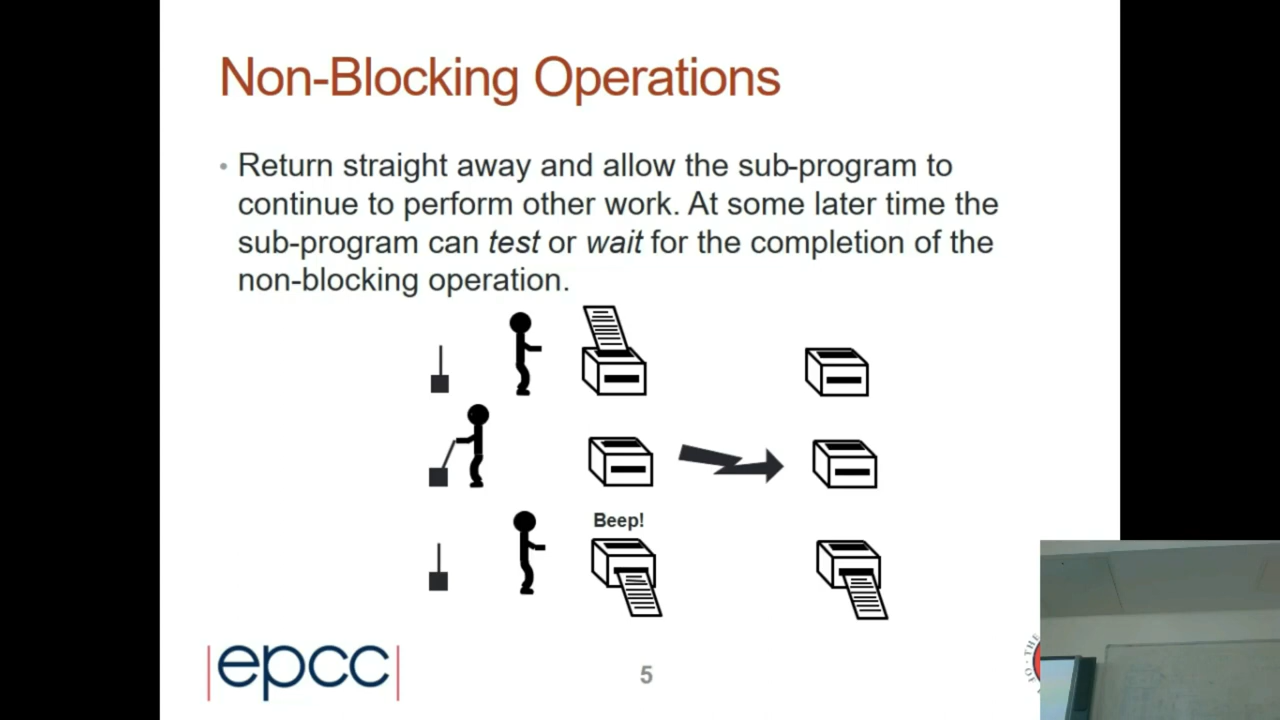 Non-Blocking Operations
• Return straight away and allow the sub-program to
continue to perform other work. At some later time the
sub-program can test or wait for the completion of the
non-blocking operation.
Beep!
|epcc|
5
THE